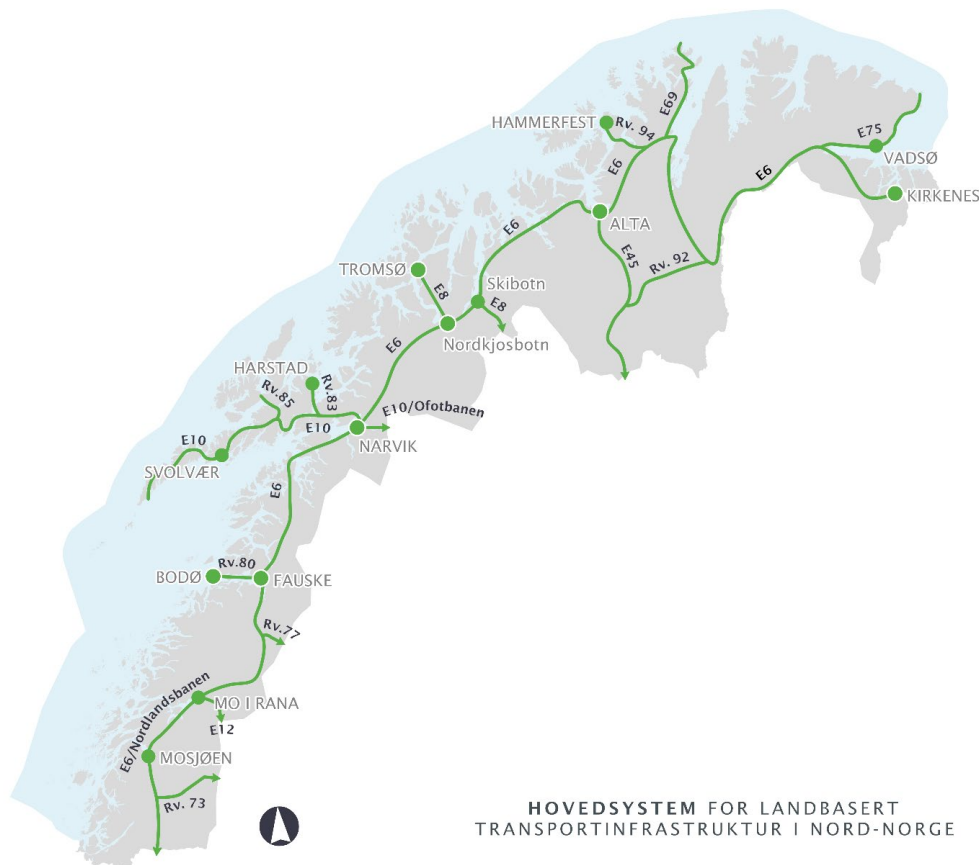 HAMMERFEST
Rv. 94
E69
E75
VADSØ
E6
KIRKENES
E6
ALTA
E6
E45
Rv. 92
TROMSØ
E8
Skibotn
E8
Nordkjosbotn
E6
HARSTAD
Rv.85
Rv.83
E10/Ofotbanen
E10
E10
NARVIK
SVOLVÆR
E6
Rv.80
BODØ
FAUSKE
Rv.77
E6/Nordlandsbanen
MO I RANA
E12
MOSJØEN
Rv. 73
HOVEDSYSTEM FOR LANDBASERT
TRANSPORTINFRASTRUKTUR I NORD-NORGE